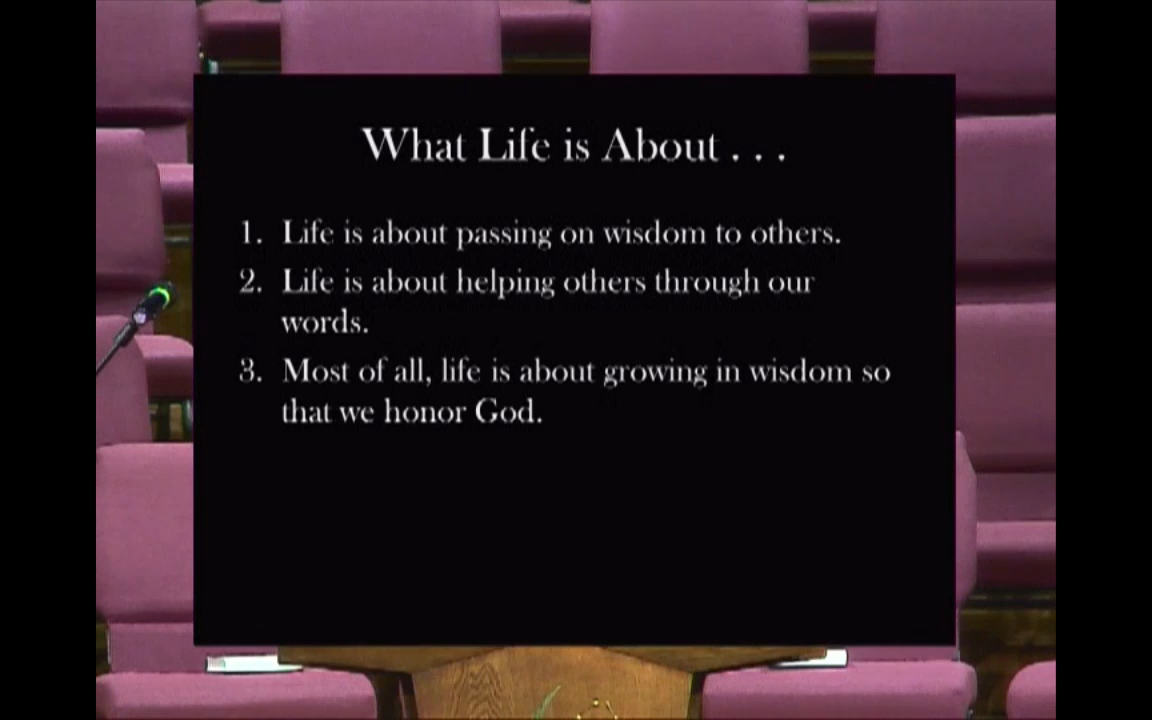 What Life is About . . .
1. Life is about passing on wisdom to others.
2. Life is about helping others through our
words.
3. Most of all, life is about growing in wisdom so
that we honor God.